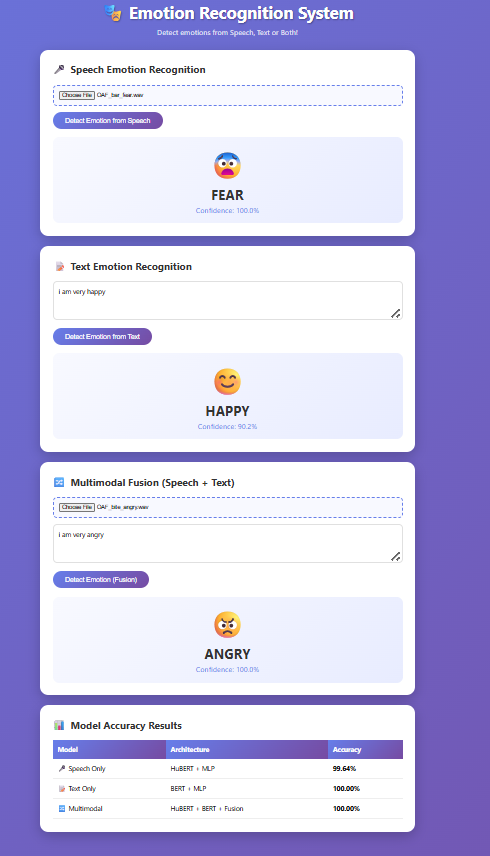 Emotion Recognition System
Detect emotions from Speech, Text or Both!
Speech Emotion Recognition
Choose File OAF_bar_fear.wav
Detect Emotion from Speech
FEAR
Confidence: 100.0%
Text Emotion Recognition
i am very happy
Detect Emotion from Text
HAPPY
Confidence: 90.2%
Multimodal Fusion (Speech + Text)
Choose File OAF_bite_angry.wav
i am very angry
Detect Emotion (Fusion)
ANGRY
Confidence: 100.0%
Model Accuracy Results
Model Architecture Accuracy
Speech Only HuBERT + MLP 99.64%
Text Only BERT + MLP 100.00%
Multimodal HuBERT + BERT + Fusion 100.00%